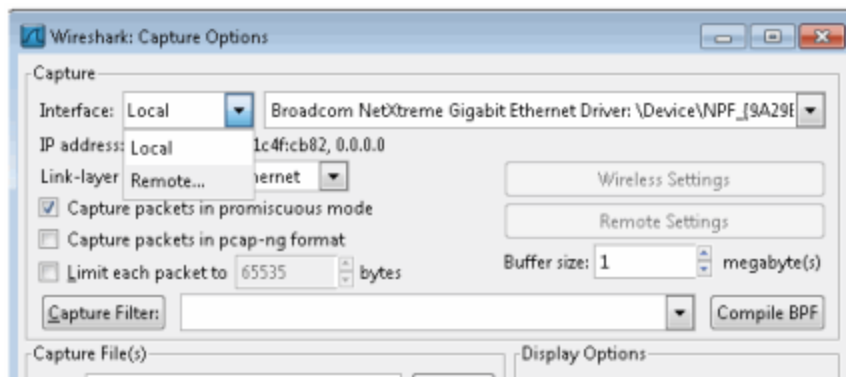 Wireshark: Capture Options
Capture
Interface: Local Broadcom NetXtreme Gigabit Ethernet Driver: \Device\NPF_{9A29E
IP address: 1c4f:cb82, 0.0.0.0
Local
Link-layer ernet Wireless Settings
Remote...
Capture packets in promiscuous mode
Remote Settings
Capture packets in pcap-ng format
Limit each packet to 65535 bytes Buffer size: 1 megabyte(s)
Capture Filter: Compile BPF
Capture File(s) Display Options